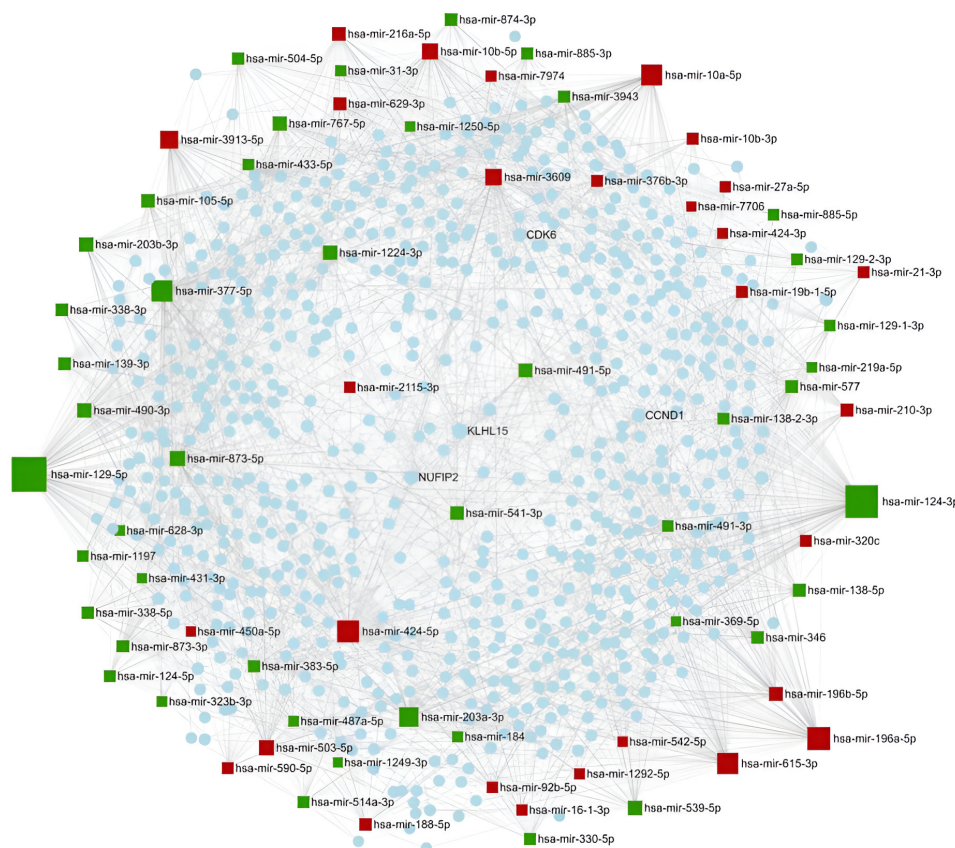 hsa-mir-874-3p
hsa-mir-216a-5p
hsa-mir-10b-5p
hsa-mir-885-3p
hsa-mir-504-5p
hsa-mir-31-3p
hsa-mir-7974
hsa-mir-10a-5p
hsa-mir-3943
hsa-mir-629-3p
hsa-mir-767-5p
hsa-mir-1250-5p
hsa-mir-3913-5p
hsa-mir-10b-3p
hsa-mir-433-5p
hsa-mir-3609
hsa-mir-376b-3p
hsa-mir-27a-5p
hsa-mir-105-5p
hsa-mir-7706
hsa-mir-885-5p
CDK6
hsa-mir-424-3p
hsa-mir-203b-3p
hsa-mir-1224-3p
hsa-mir-129-2-3p
hsa-mir-21-3p
hsa-mir-377-5p
hsa-mir-19b-1-5p
hsa-mir-338-3p
hsa-mir-129-1-3p
hsa-mir-139-3p
hsa-mir-491-5p
hsa-mir-219a-5p
hsa-mir-2115-3p
hsa-mir-577
hsa-mir-490-3p
CCND1
hsa-mir-210-3p
hsa-mir-138-2-3p
KLHL15
hsa-mir-873-5p
hsa-mir-129-5p
NUFIP2
hsa-mir-124-3p
hsa-mir-541-3p
hsa-mir-628-3p
hsa-mir-491-3p
hsa-mir-320c
hsa-mir-1197
hsa-mir-431-3p
hsa-mir-138-5p
hsa-mir-338-5p
hsa-mir-369-5p
hsa-mir-450a-5p
hsa-mir-424-5p
hsa-mir-346
hsa-mir-873-3p
hsa-mir-383-5p
hsa-mir-124-5p
hsa-mir-196b-5p
hsa-mir-323b-3p
hsa-mir-487a-5p
hsa-mir-203a-3p
hsa-mir-184
hsa-mir-542-5p
hsa-mir-196a-5p
hsa-mir-503-5p
hsa-mir-1249-3p
hsa-mir-615-3p
hsa-mir-590-5p
hsa-mir-1292-5p
hsa-mir-92b-5p
hsa-mir-514a-3p
hsa-mir-16-1-3p
hsa-mir-539-5p
hsa-mir-188-5p
hsa-mir-330-5p